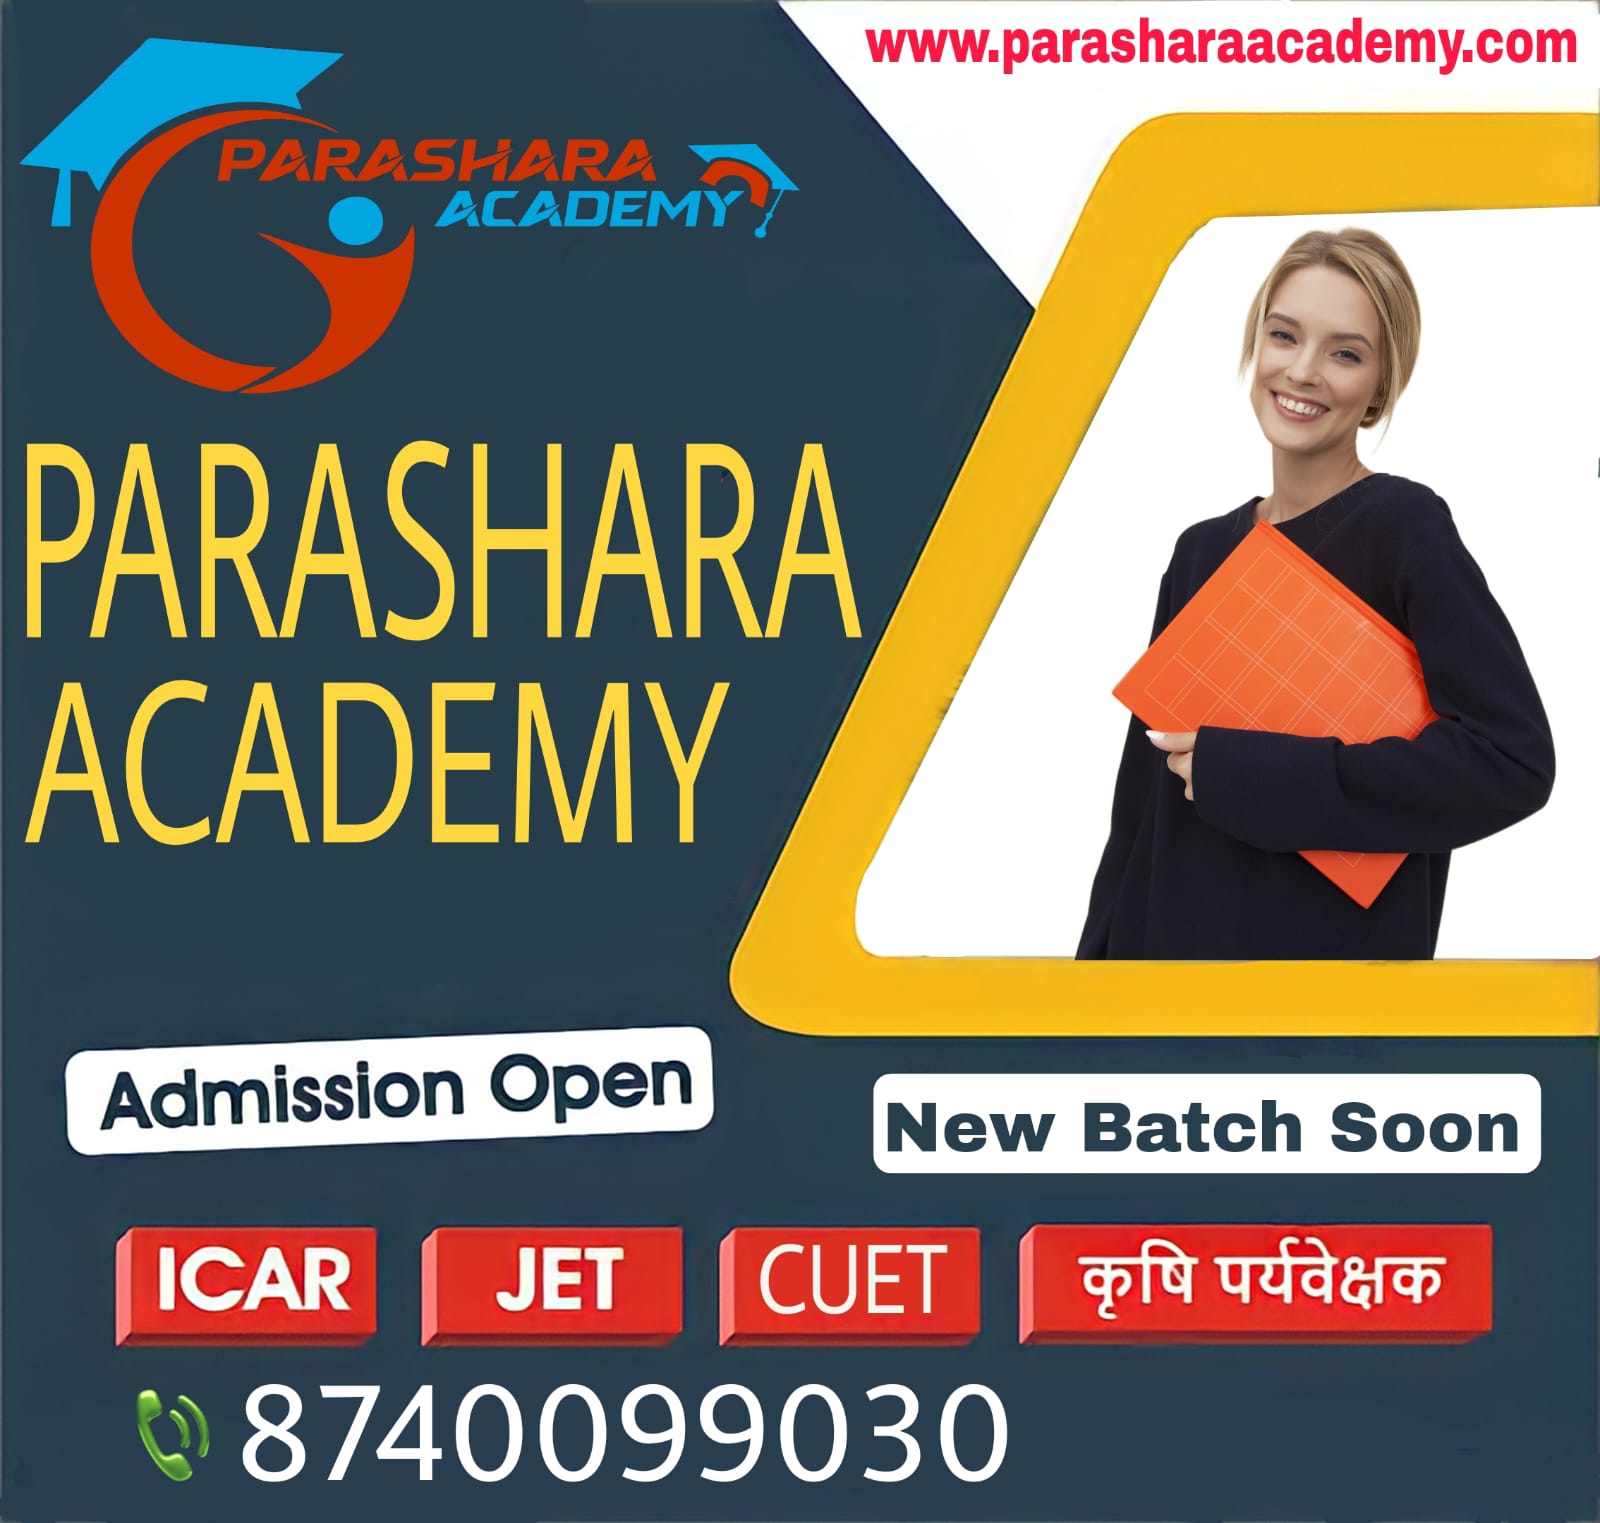 www.parasharaacademy.com
PARASHARA
ACADEMY
PARASHARA
ACADEMY
Admission Open
New Batch Soon
ICAR
JET
CUET
कृषि पर्यवेक्षक
8740099030